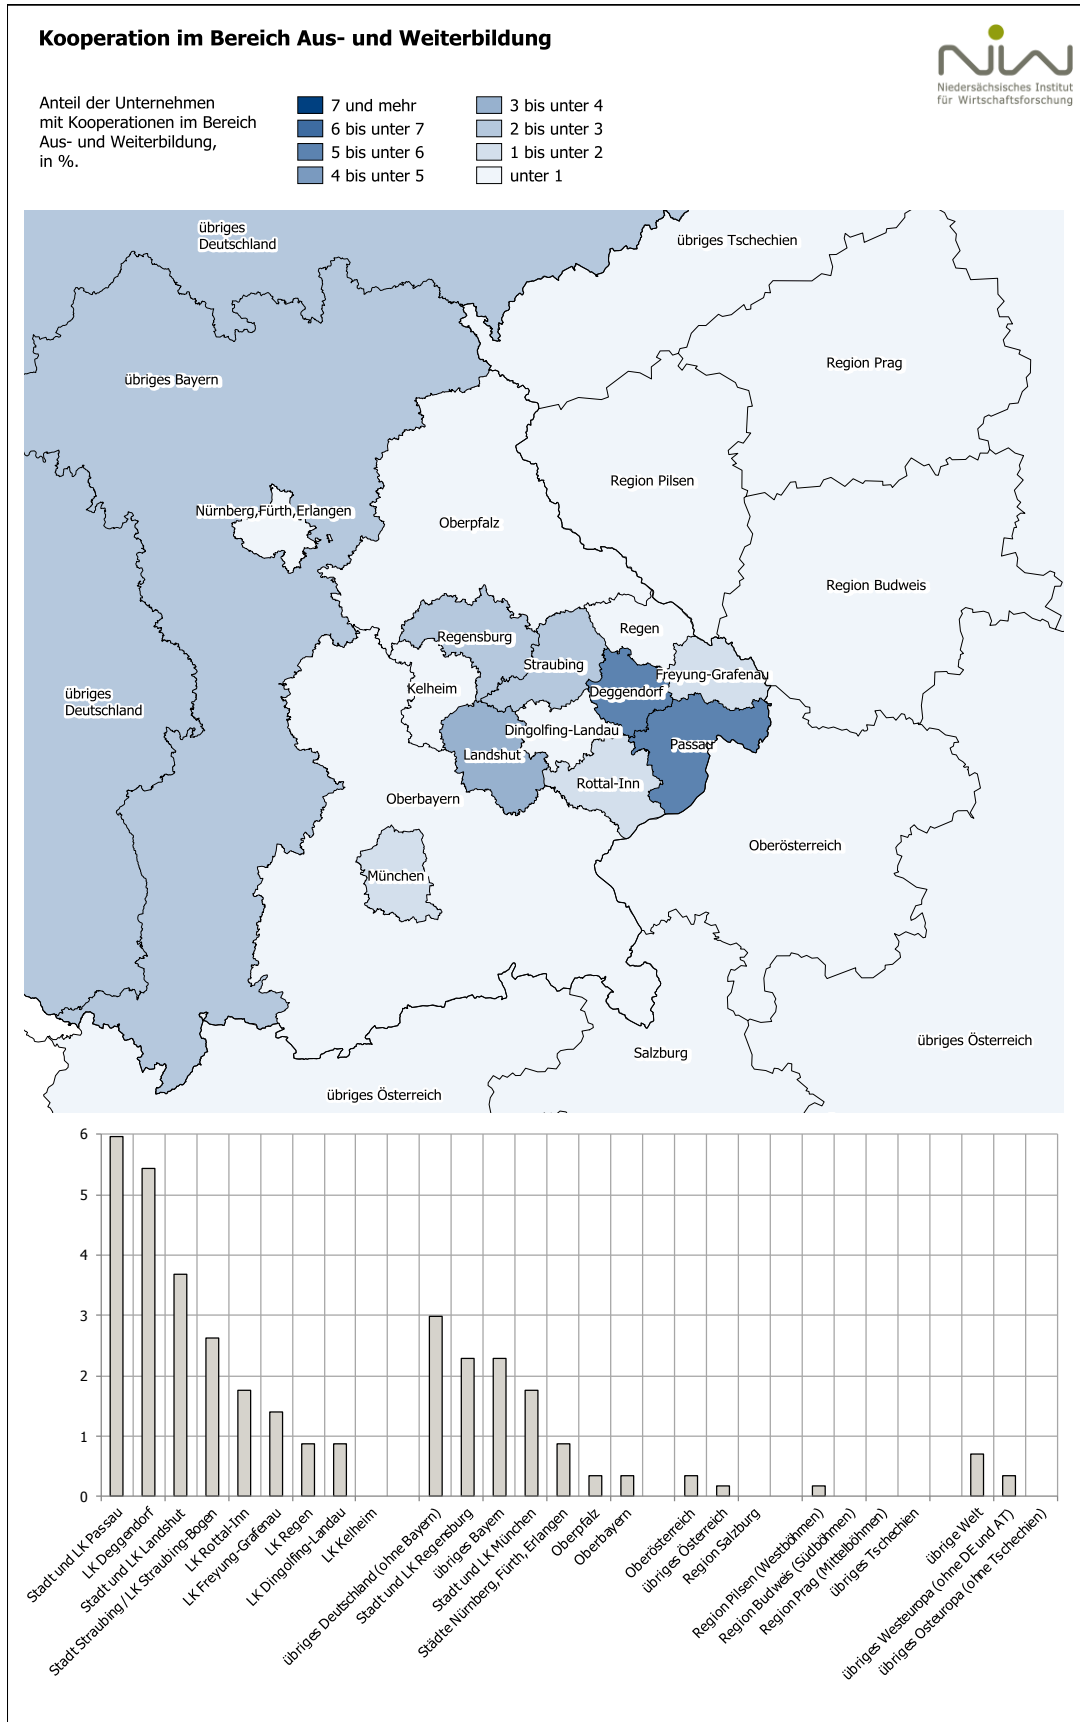 Kooperation im Bereich Aus- und Weiterbildung
NIW
Niedersächsisches Institut
für Wirtschaftsforschung
Anteil der Unternehmen
mit Kooperationen im Bereich
Aus- und Weiterbildung,
in %.
7 und mehr
6 bis unter 7
5 bis unter 6
4 bis unter 5
3 bis unter 4
2 bis unter 3
1 bis unter 2
unter 1
übriges
Deutschland
übriges Tschechien
Region Prag
übriges Bayern
Region Pilsen
Nürnberg,Fürth,Erlangen
Oberpfalz
Region Budweis
Regen
Regensburg
Straubing
Freyung-Grafenau
Kelheim
Deggendorf
übriges
Deutschland
Dingolfing-Landau
Passau
Landshut
Rottal-Inn
Oberbayern
Oberösterreich
München
übriges Österreich
Salzburg
übriges Österreich
6
5
4
3
2
1
0
Stadt und LK Passau
LK Deggendorf
Stadt und LK Landshut
Stadt Straubing / LK Straubing-Bogen
LK Rottal-Inn
LK Freyung-Grafenau
LK Regen
LK Dingolfing-Landau
LK Kelheim
übriges Deutschland (ohne Bayern)
Stadt und LK Regensburg
übriges Bayern
Stadt und LK München
Städte Nürnberg, Fürth, Erlangen
Oberpfalz
Oberbayern
Oberösterreich
übriges Österreich
Region Salzburg
Region Pilsen (Westböhmen)
Region Budweis (Südböhmen)
Region Prag (Mittelböhmen)
übriges Tschechien
übrige Welt
übriges Westeuropa (ohne DE und AT)
übriges Osteuropa (ohne Tschechien)